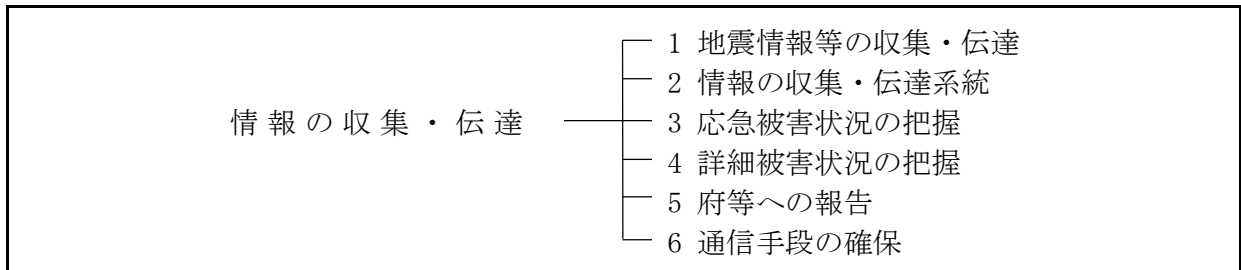 1 地震情報等の収集・伝達
2 情報の収集・伝達系統
情報の収集・伝達
3 応急被害状況の把握
4 詳細被害状況の把握
5 府等への報告
6 通信手段の確保